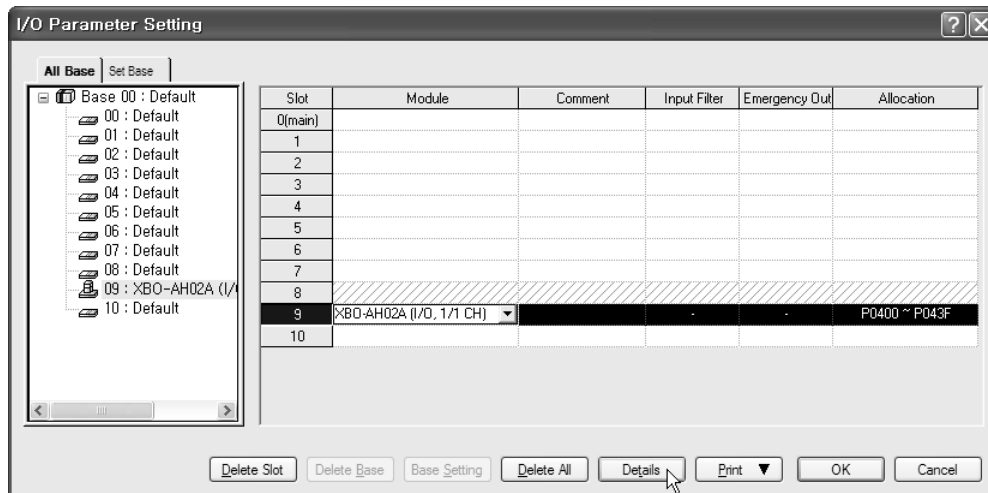 I/O Parameter Setting
All Base Set Base
Base 00 : Default
00 : Default
01 : Default
02 : Default
03 : Default
04 : Default
05 : Default
06 : Default
07 : Default
08 : Default
09 : XBO-AH02A (I/
10 : Default
Slot Module Comment Input Filter Emergency Out Allocation
0(main)
1
2
3
4
5
6
7
8
9 XBO-AH02A (I/O, 1/1 CH) - - P0400 ~ P043F
10
Delete Slot Delete Base Base Setting Delete All Details Print ▼ OK Cancel